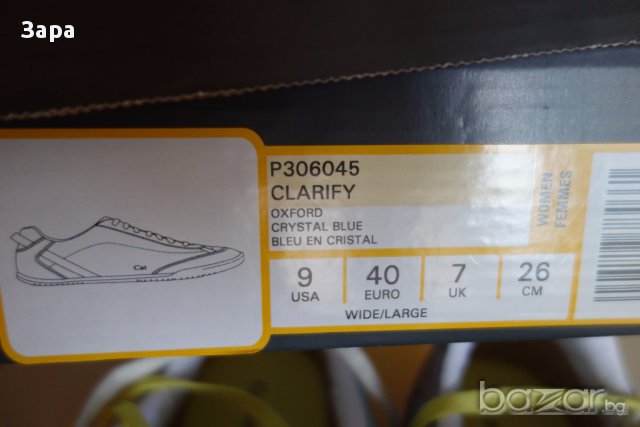 Зара
P306045
CLARIFY
OXFORD
CRYSTAL BLUE
BLEU EN CRISTAL
WOMEN
FEMMES
Cat
9 40 7 26
USA EURO UK CM
WIDE/LARGE
bazar.bg